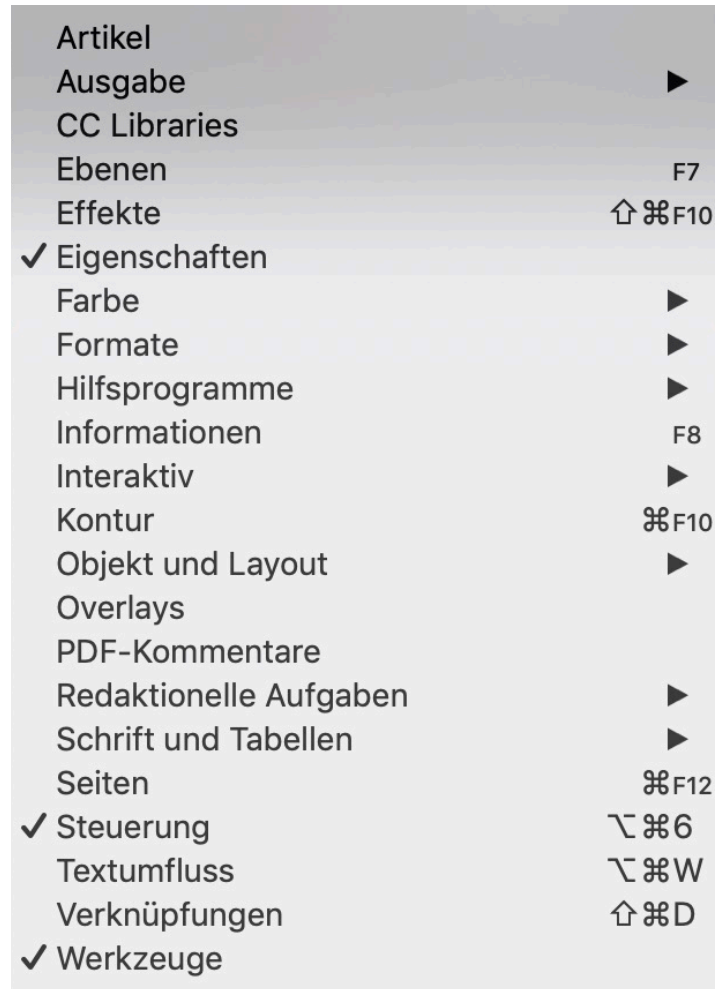 Artikel
Ausgabe ▶
CC Libraries
Ebenen F7
Effekte ⇧⌘F10
✓ Eigenschaften
Farbe ▶
Formate ▶
Hilfsprogramme ▶
Informationen F8
Interaktiv ▶
Kontur ⌘F10
Objekt und Layout ▶
Overlays
PDF-Kommentare
Redaktionelle Aufgaben ▶
Schrift und Tabellen ▶
Seiten ⌘F12
✓ Steuerung ⌥⌘6
Textumfluss ⌥⌘W
Verknüpfungen ⇧⌘D
✓ Werkzeuge